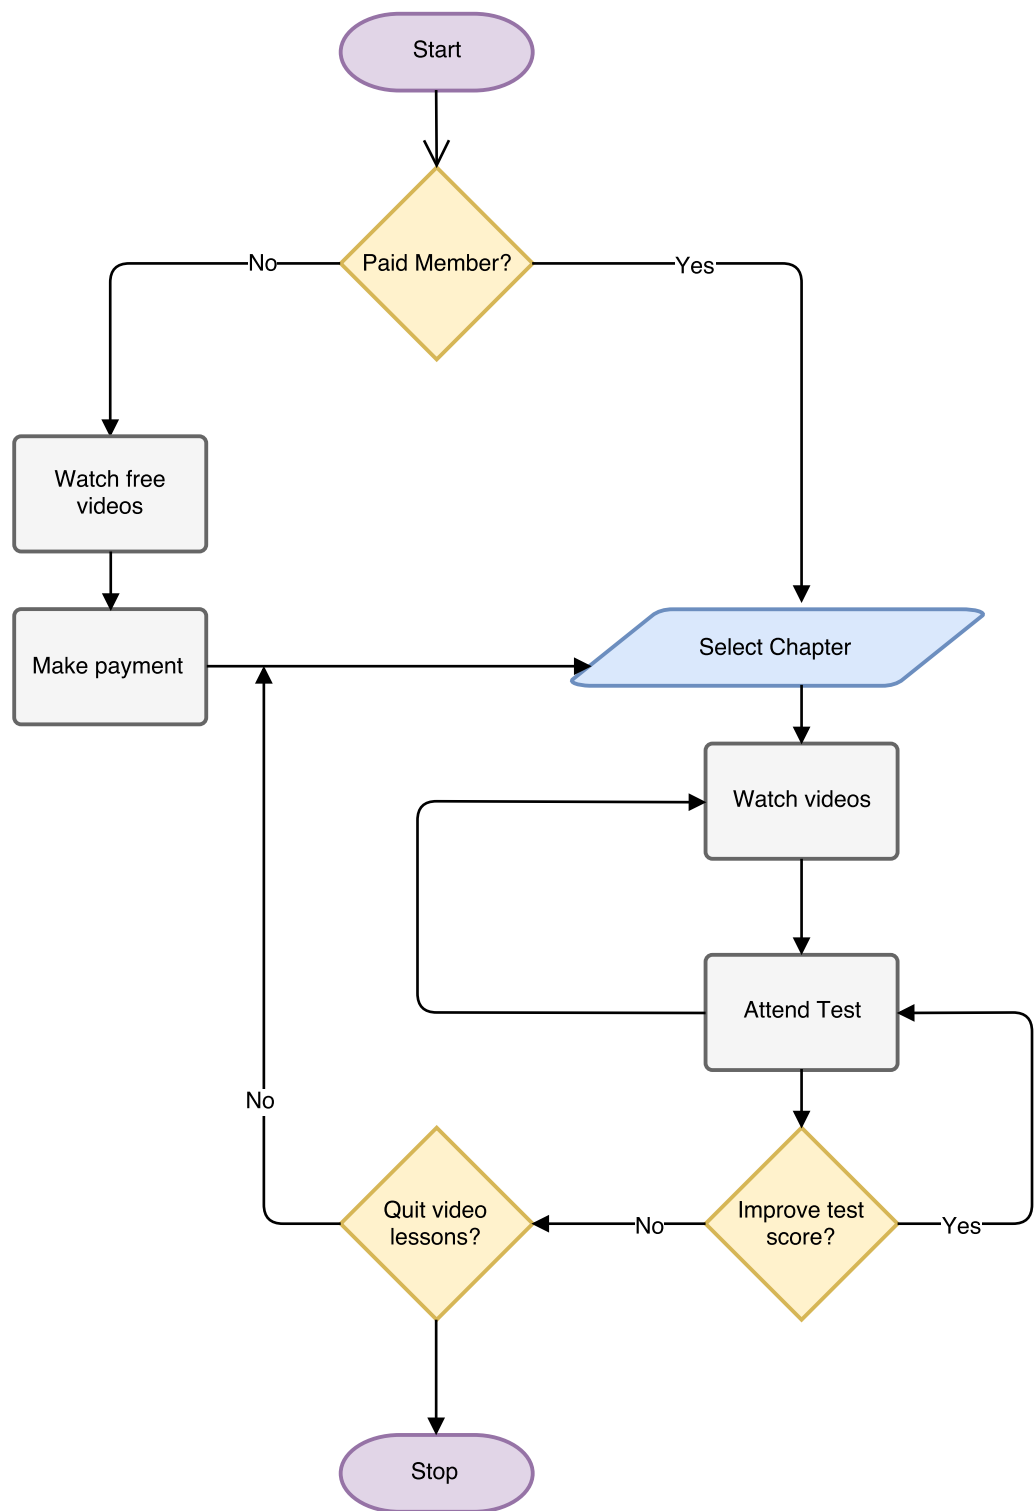 Start
Paid Member?
No
Yes
Watch free
videos
Make payment
Select Chapter
Watch videos
Attend Test
No
Quit video
lessons?
No
Improve test
score?
Yes
Stop